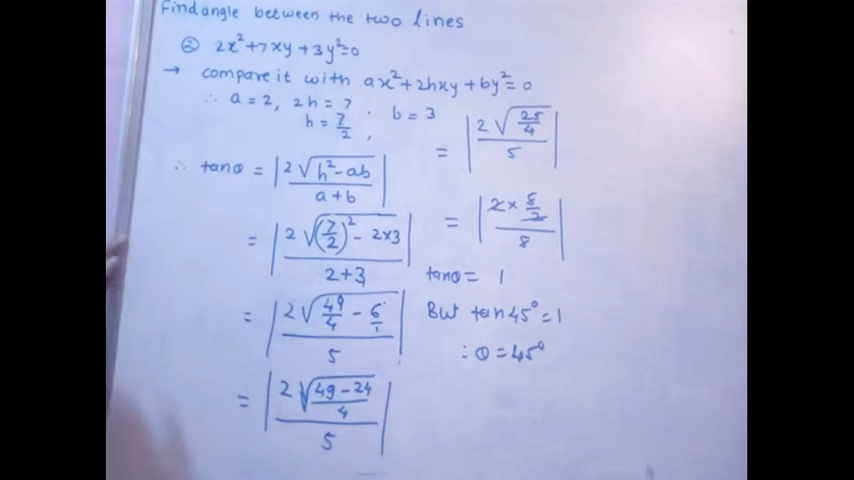 Find angle between the two lines
② 2x²+7xy+3y²=0
→ compare it with ax²+2hxy+by²=0
∴ a=2, 2h=7, b=3
h=7/2,
∴ tanθ = |2√(h²-ab)/(a+b)|
= |2√((7/2)²-2×3)/(2+3)|
= |2√(49/4-6/1)/5|
= |2√((49-24)/4)/5|
= |2√(25/4)/5|
= |2×8/2/8|
tanθ = 1
But tan45°=1
∴ θ=45°